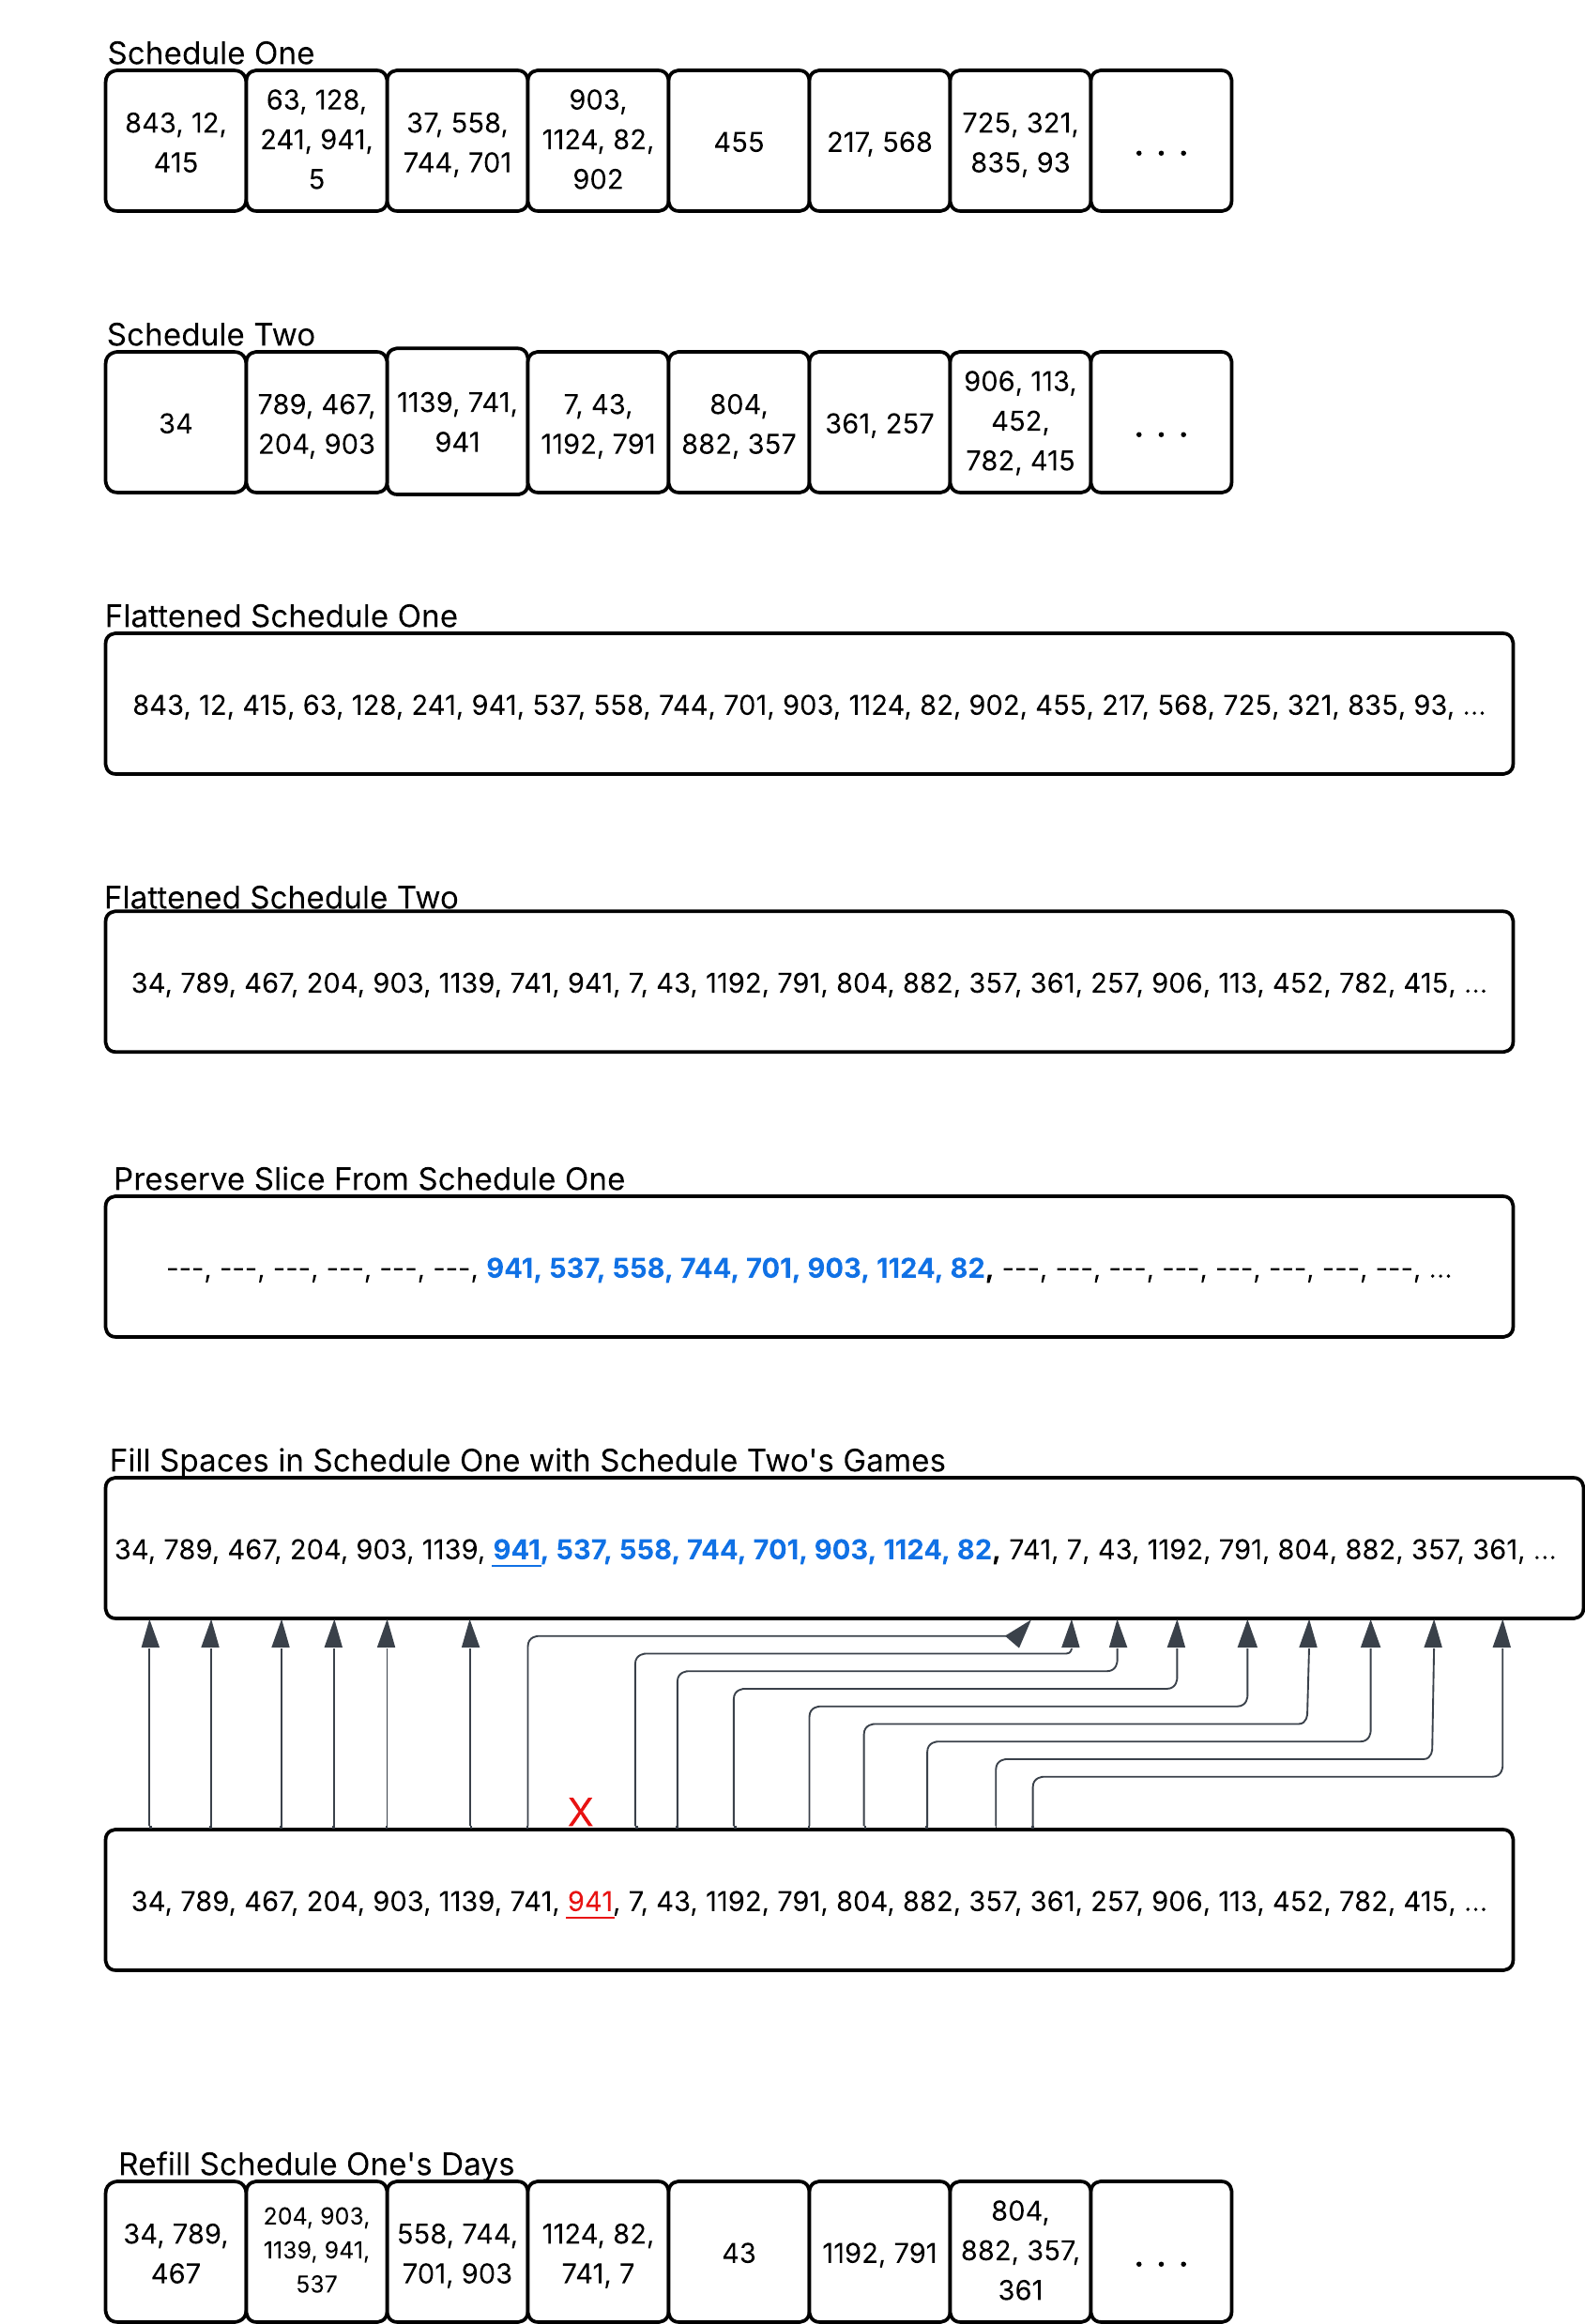 Schedule One
843, 12,
415
63, 128,
241, 941,
5
37, 558,
744, 701
903,
1124, 82,
902
455
217, 568
725, 321,
835, 93
. . .
Schedule Two
34
789, 467,
204, 903
1139, 741,
941
7, 43,
1192, 791
804,
882, 357
361, 257
906, 113,
452,
782, 415
. . .
Flattened Schedule One
843, 12, 415, 63, 128, 241, 941, 537, 558, 744, 701, 903, 1124, 82, 902, 455, 217, 568, 725, 321, 835, 93, ...
Flattened Schedule Two
34, 789, 467, 204, 903, 1139, 741, 941, 7, 43, 1192, 791, 804, 882, 357, 361, 257, 906, 113, 452, 782, 415, ...
Preserve Slice From Schedule One
---, ---, ---, ---, ---, ---, 941, 537, 558, 744, 701, 903, 1124, 82, ---, ---, ---, ---, ---, ---, ---, ---, ...
Fill Spaces in Schedule One with Schedule Two's Games
34, 789, 467, 204, 903, 1139, 941, 537, 558, 744, 701, 903, 1124, 82, 741, 7, 43, 1192, 791, 804, 882, 357, 361, ...
X
34, 789, 467, 204, 903, 1139, 741, 941, 7, 43, 1192, 791, 804, 882, 357, 361, 257, 906, 113, 452, 782, 415, ...
Refill Schedule One's Days
34, 789,
467
204, 903,
1139, 941,
537
558, 744,
701, 903
1124, 82,
741, 7
43
1192, 791
804,
882, 357,
361
. . .